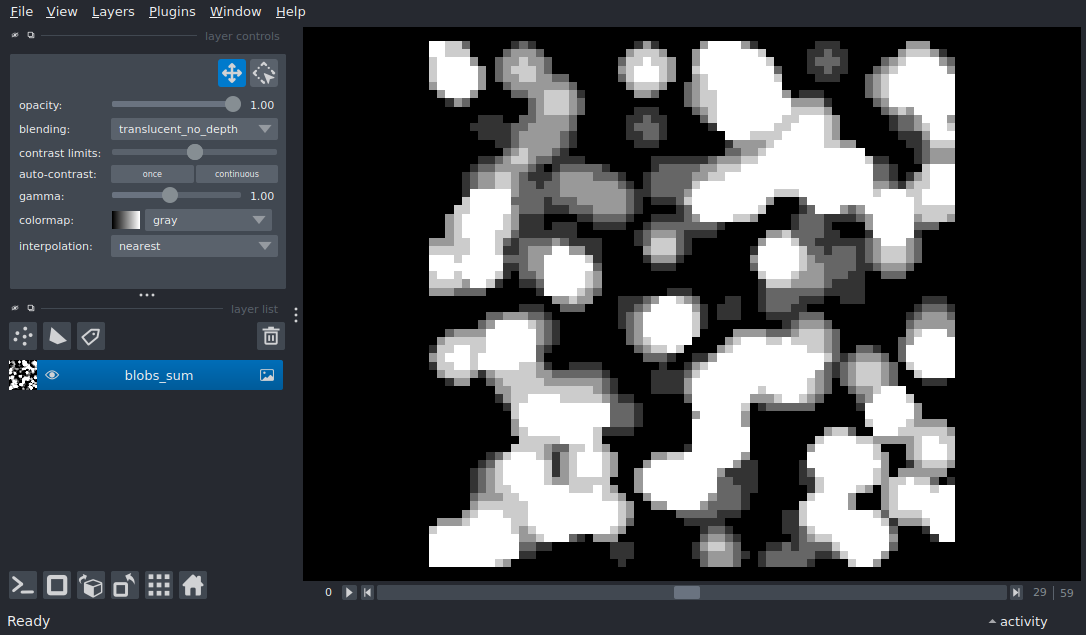 File View Layers Plugins Window Help
layer controls
opacity: 1.00
blending: translucent_no_depth
contrast limits:
auto-contrast: once continuous
gamma: 1.00
colormap: gray
interpolation: nearest
layer list
blobs_sum
0 29 59
Ready activity